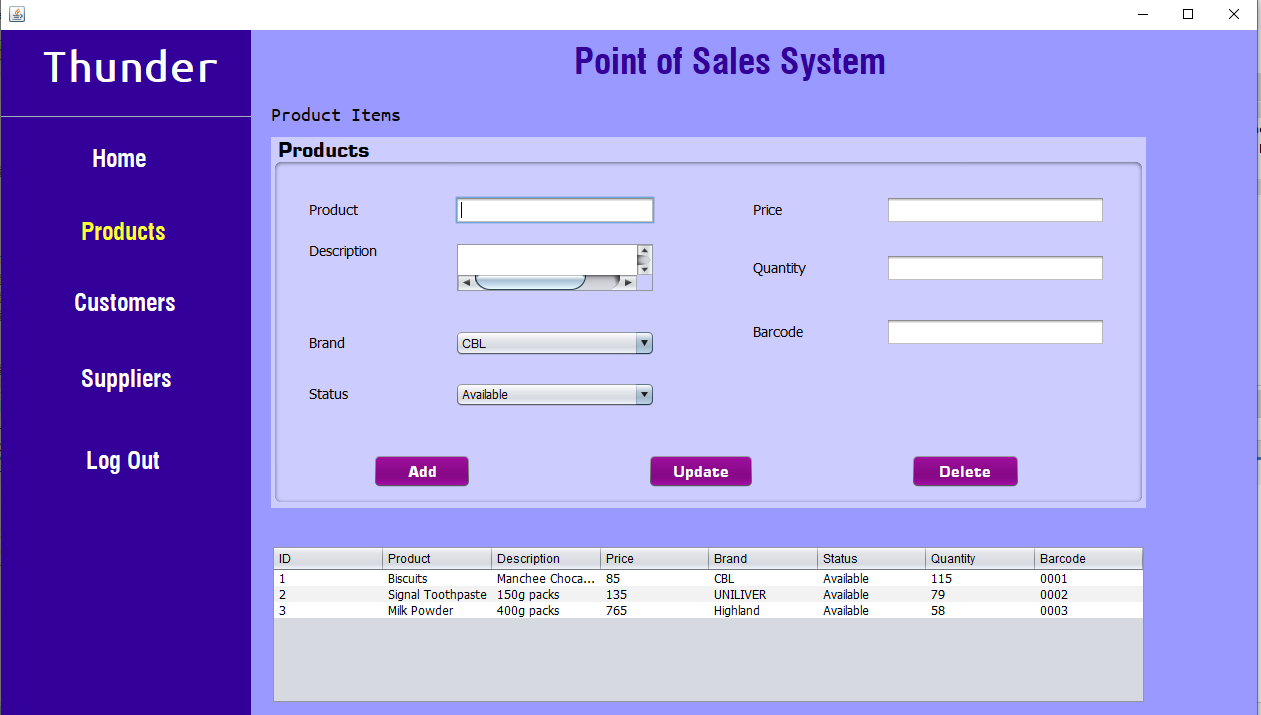 Thunder
Point of Sales System
Product Items
Home
Products
Customers
Suppliers
Log Out
Products
Product
Price
Description
Quantity
Barcode
Brand CBL
Status Available
Add Update Delete
ID Product Description Price Brand Status Quantity Barcode
1 Biscuits Manchee Choca... 85 CBL Available 115 0001
2 Signal Toothpaste 150g packs 135 UNILIVER Available 79 0002
3 Milk Powder 400g packs 765 Highland Available 58 0003